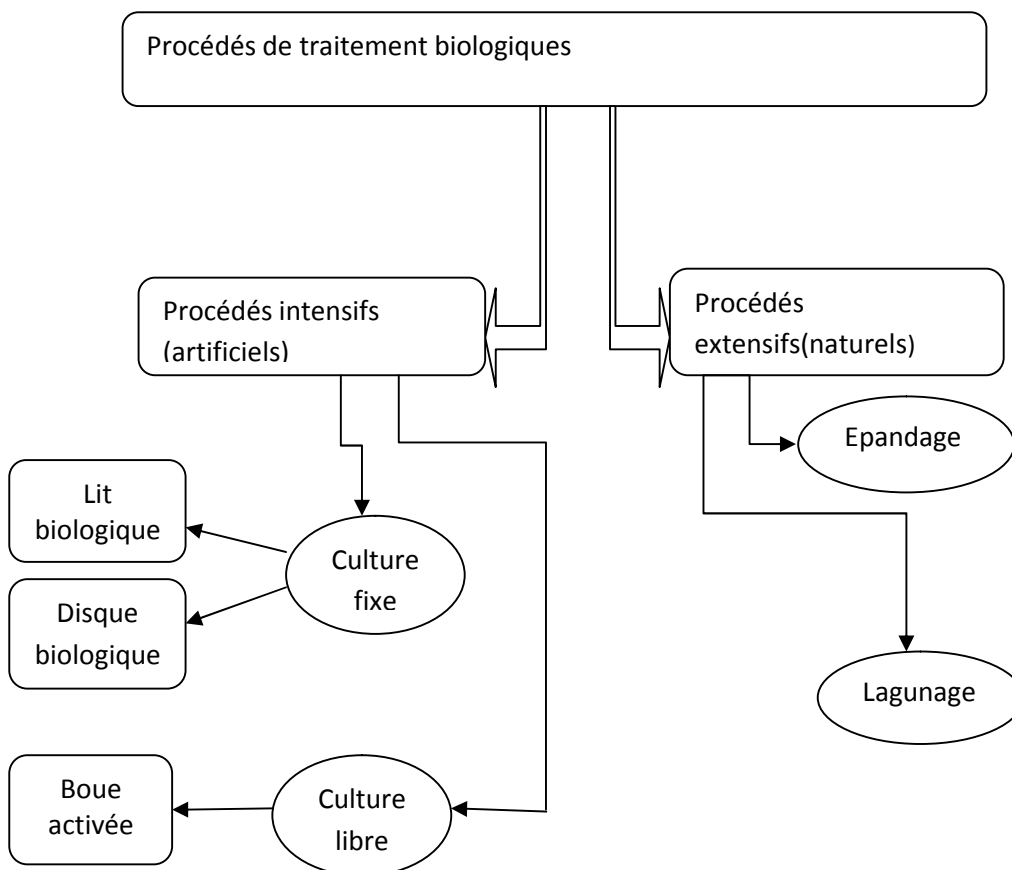 Procédés de traitement biologiques
Procédés intensifs
(artificiels)
Procédés
extensifs(naturels)
Epandage
Lit
biologique
Culture
fixe
Disque
biologique
Lagunage
Boue
activée
Culture
libre